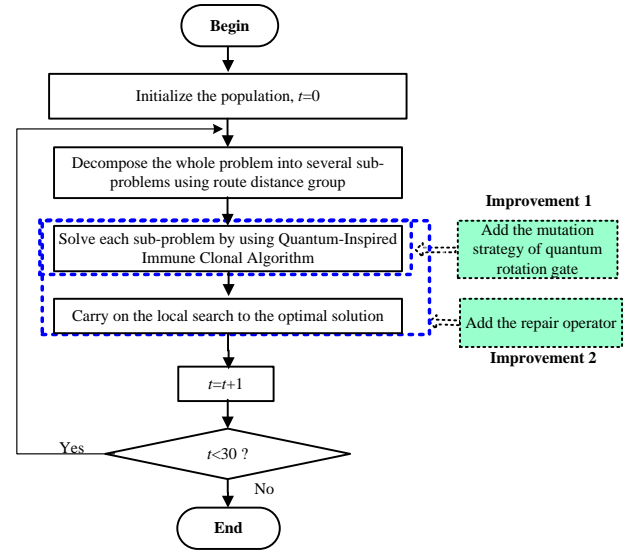 Begin
Initialize the population, t=0
Decompose the whole problem into several sub-
problems using route distance group
Improvement 1
Solve each sub-problem by using Quantum-Inspired
Immune Clonal Algorithm
Add the mutation
strategy of quantum
rotation gate
Carry on the local search to the optimal solution
Add the repair operator
Improvement 2
t=t+1
Yes
t<30 ?
No
End